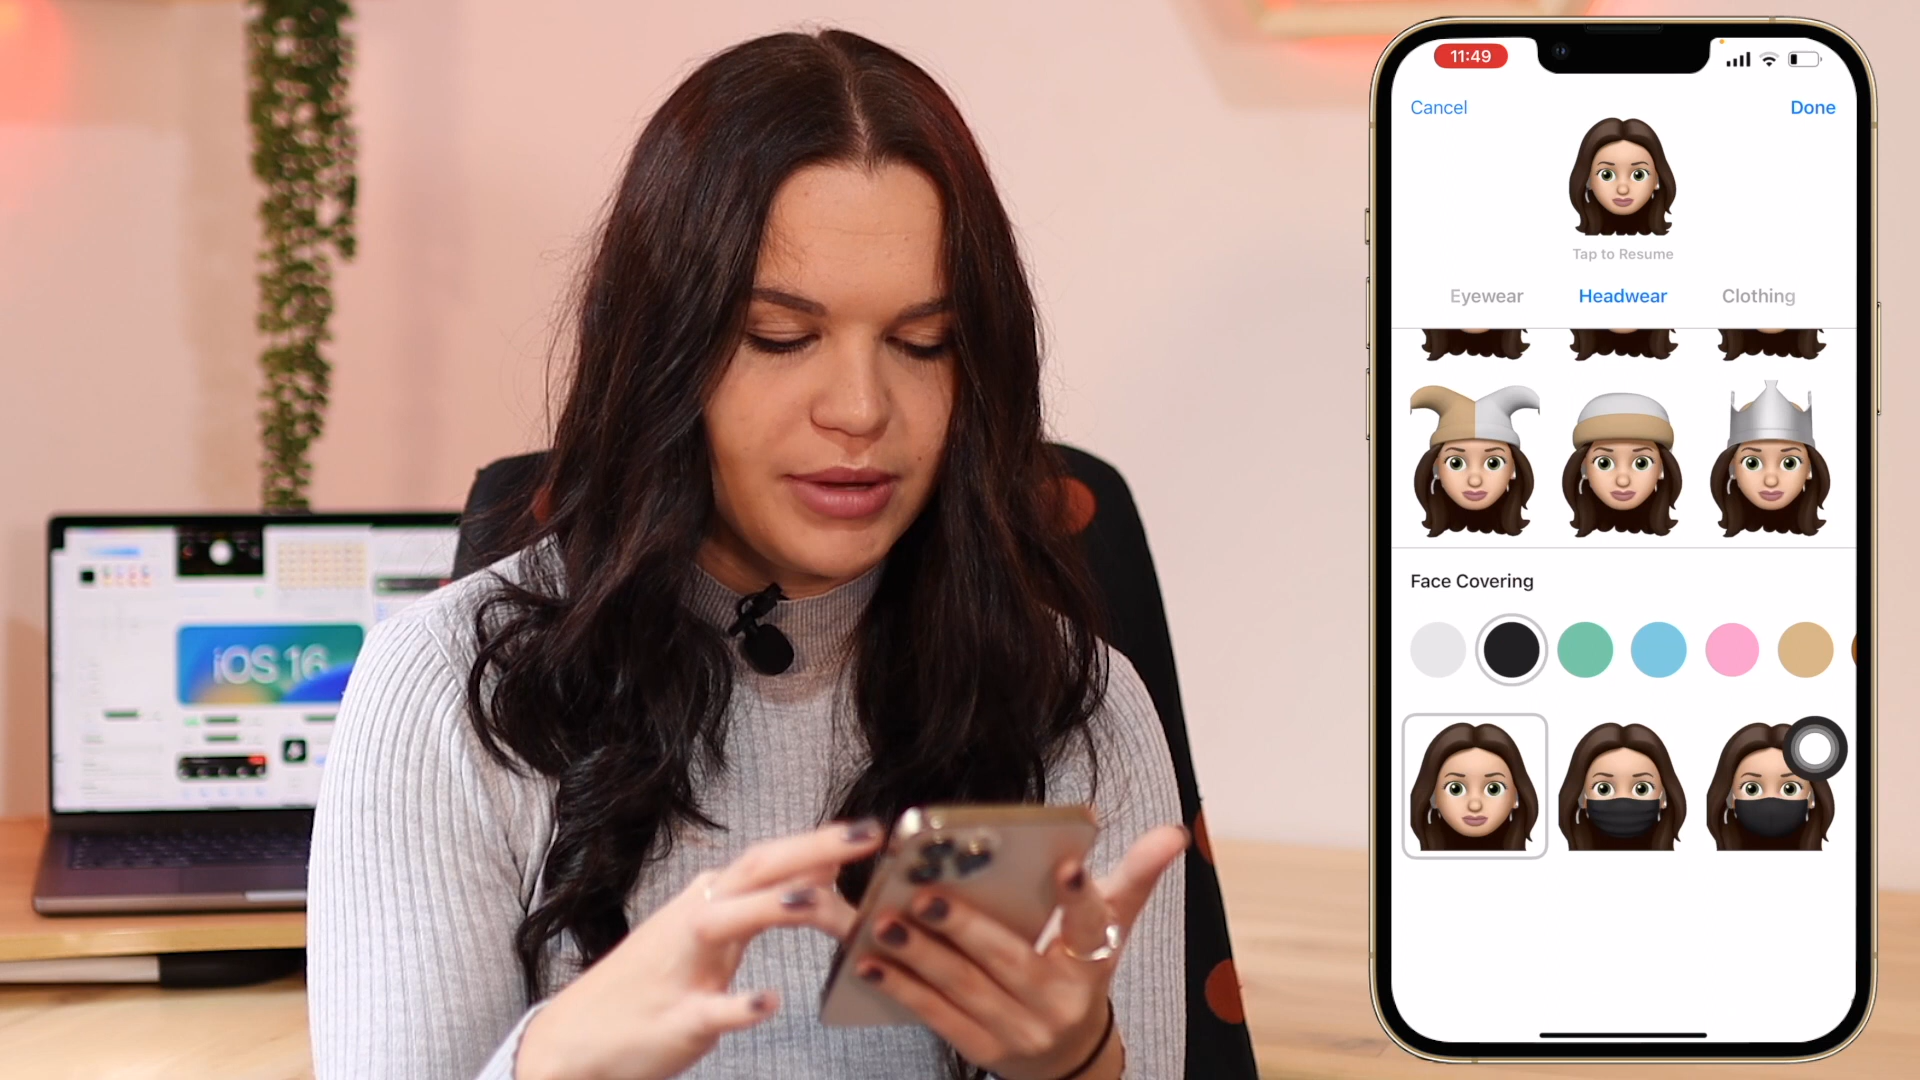 11:49
Cancel
Done
Tap to Resume
Eyewear
Headwear
Clothing
Face Covering
iOS 16